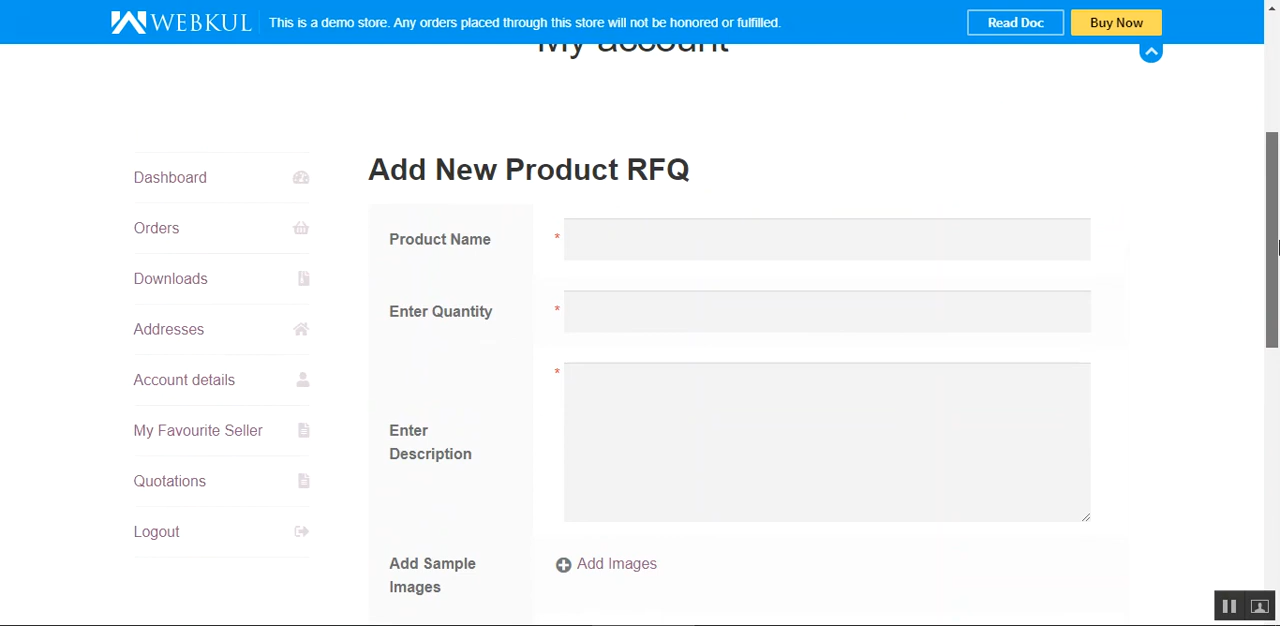 WEBKUL
This is a demo store. Any orders placed through this store will not be honored or fulfilled.
Read Doc
Buy Now
My account
Dashboard
Orders
Downloads
Addresses
Account details
My Favourite Seller
Quotations
Logout
Add New Product RFQ
Product Name *
Enter Quantity *
*
Enter
Description
Add Sample
Images
Add Images